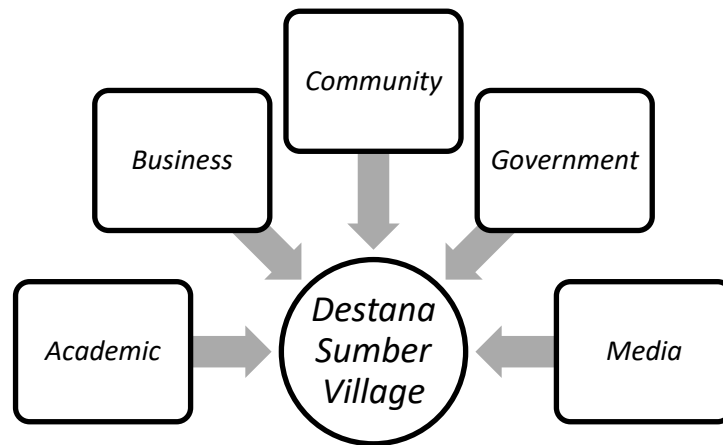 Community
Business
Government
Academic
Destana
Sumber
Village
Media